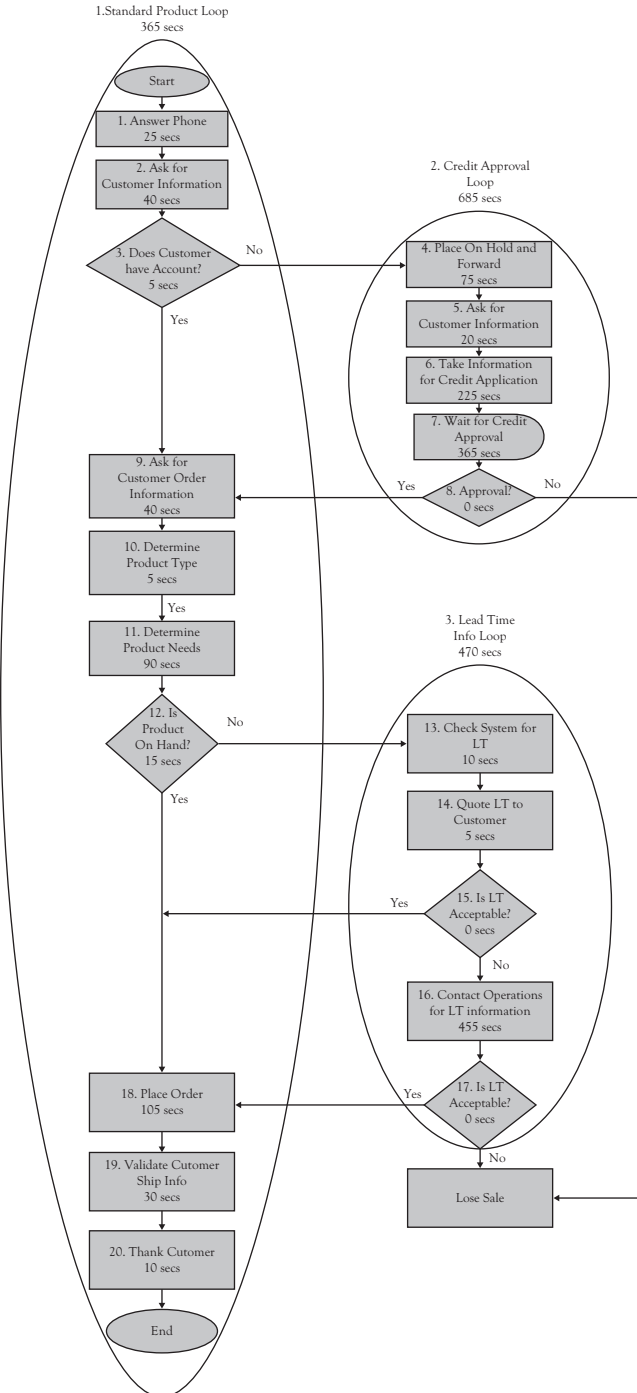 1.Standard Product Loop
365 secs
Start
1. Answer Phone
25 secs
2. Ask for
Customer Information
40 secs
3. Does Customer
have Account?
5 secs
No
Yes
2. Credit Approval
Loop
685 secs
4. Place On Hold and
Forward
75 secs
5. Ask for
Customer Information
20 secs
6. Take Information
for Credit Application
225 secs
7. Wait for Credit
Approval
365 secs
8. Approval?
0 secs
Yes
No
9. Ask for
Customer Order
Information
40 secs
10. Determine
Product Type
5 secs
Yes
11. Determine
Product Needs
90 secs
12. Is
Product
On Hand?
15 secs
No
Yes
3. Lead Time
Info Loop
470 secs
13. Check System for
LT
10 secs
14. Quote LT to
Customer
5 secs
15. Is LT
Acceptable?
0 secs
Yes
No
16. Contact Operations
for LT information
455 secs
17. Is LT
Acceptable?
0 secs
Yes
No
Lose Sale
18. Place Order
105 secs
19. Validate Cutomer
Ship Info
30 secs
20. Thank Cutomer
10 secs
End